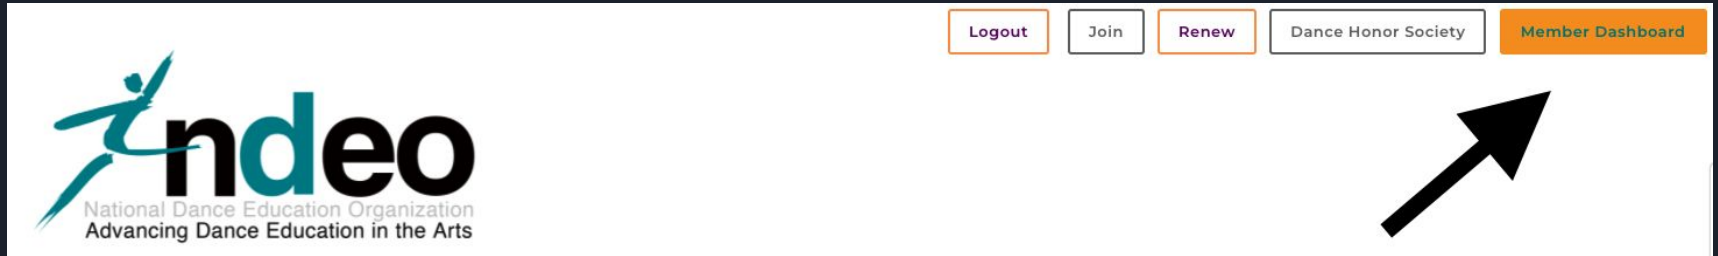 Logout Join Renew Dance Honor Society Member Dashboard
ndeo
National Dance Education Organization
Advancing Dance Education in the Arts